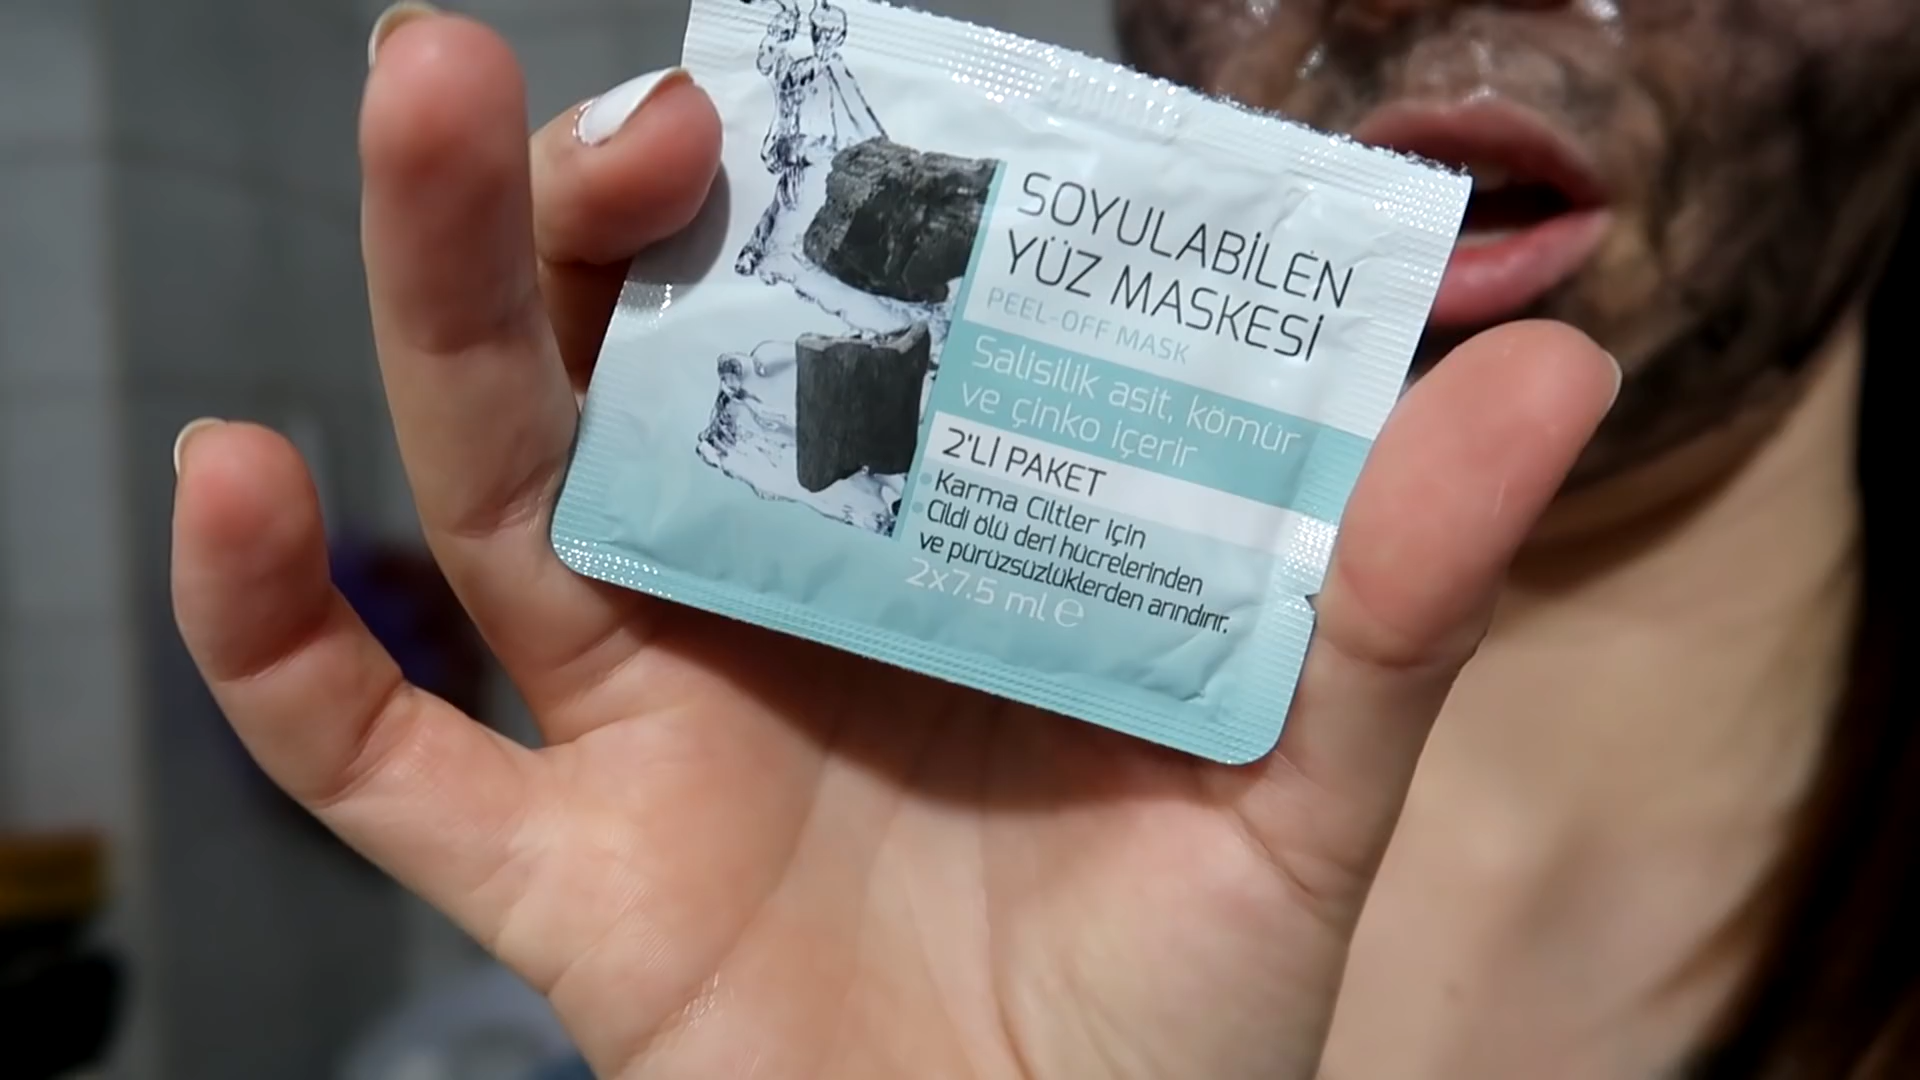 SOYULABİLEN
YÜZ MASKESİ
PEEL-OFF MASK
Salisilik asit, kömür
ve çinko içerir
2'Lİ PAKET
Karma Ciltler için
Cildi ölü deri hücrelerinden
ve pürüzsüzlüklerden arındırır.
2x7.5 ml ℮